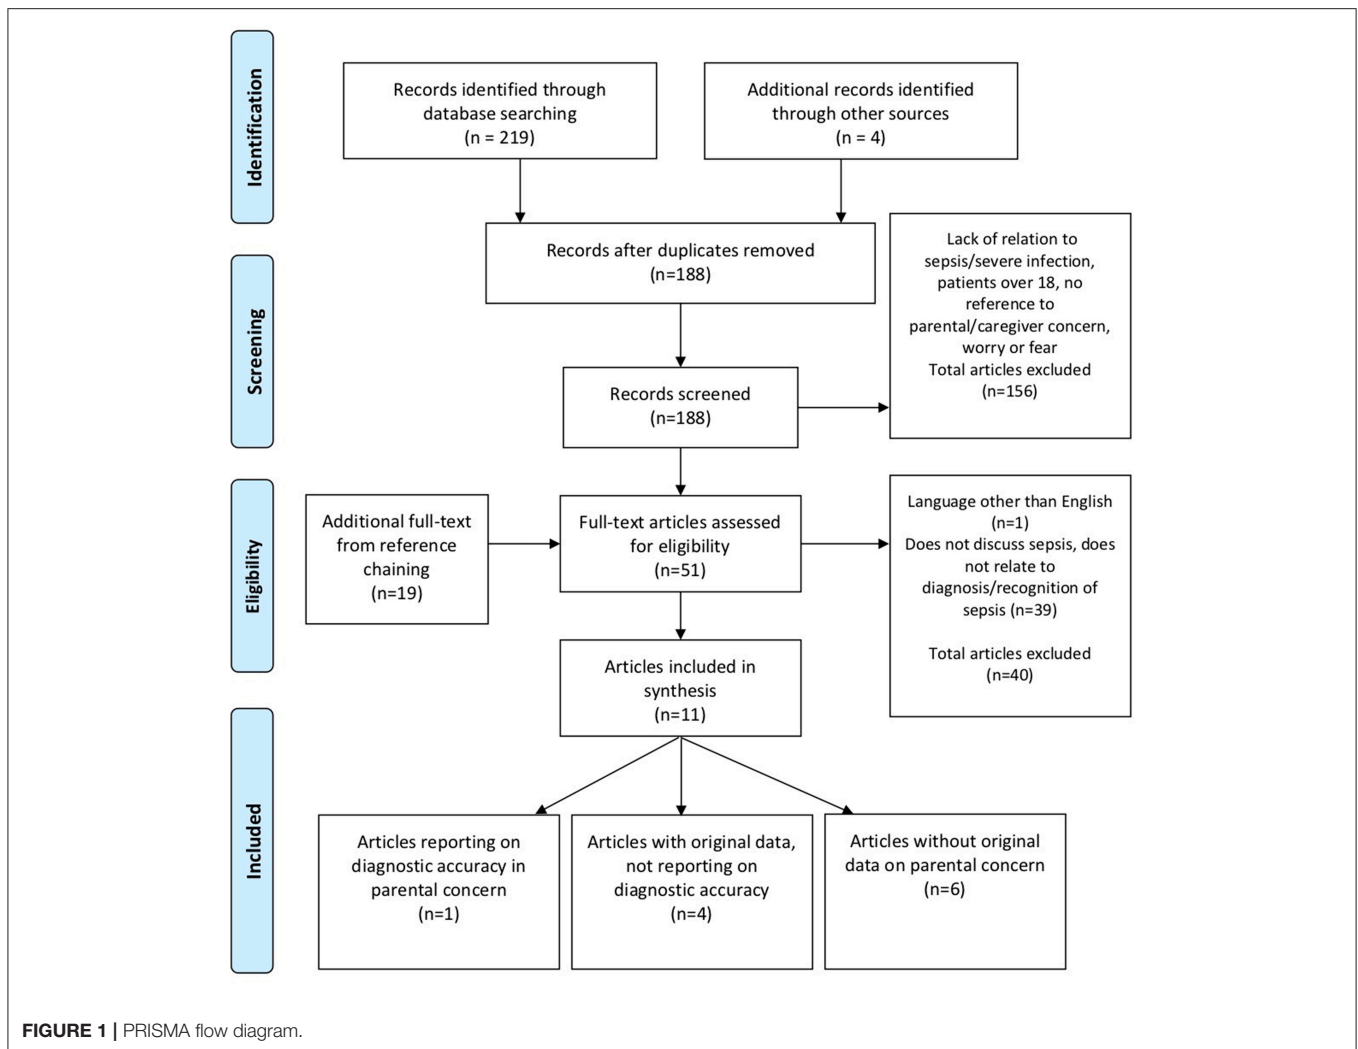 Identification
Records identified through
database searching
(n = 219)
Additional records identified
through other sources
(n = 4)
Records after duplicates removed
(n=188)
Lack of relation to
sepsis/severe infection,
patients over 18, no
reference to
parental/caregiver concern,
worry or fear
Total articles excluded
(n=156)
Screening
Records screened
(n=188)
Eligibility
Additional full-text
from reference
chaining
(n=19)
Full-text articles assessed
for eligibility
(n=51)
Language other than English
(n=1)
Does not discuss sepsis, does
not relate to
diagnosis/recognition of
sepsis (n=39)
Total articles excluded
(n=40)
Articles included in
synthesis
(n=11)
Included
Articles reporting on
diagnostic accuracy in
parental concern
(n=1)
Articles with original data,
not reporting on
diagnostic accuracy
(n=4)
Articles without original
data on parental concern
(n=6)
FIGURE 1 | PRISMA flow diagram.